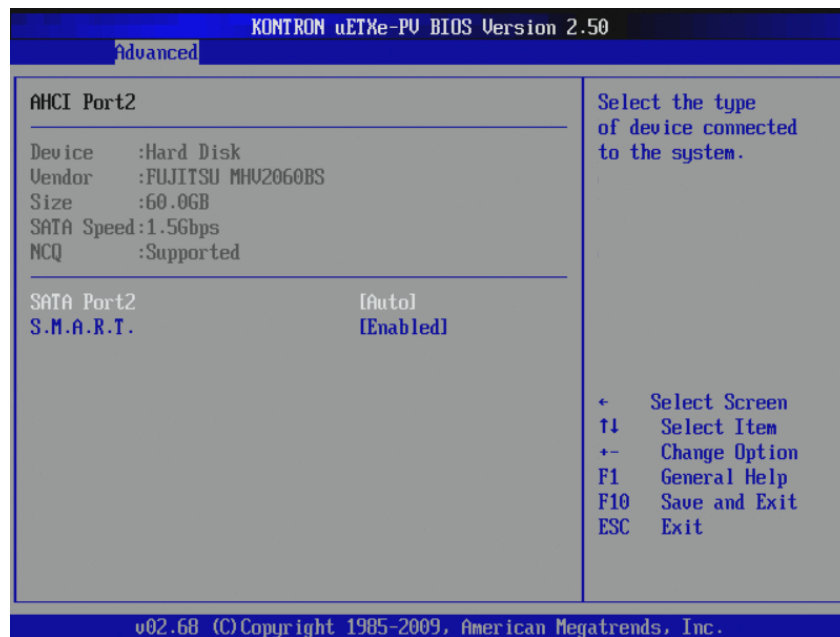 KONTRON uETXe-PV BIOS Version 2.50
Advanced
AHCI Port2
Device :Hard Disk
Vendor :FUJITSU MHV2060BS
Size :60.0GB
SATA Speed:1.5Gbps
NCQ :Supported
SATA Port2 [Auto]
S.M.A.R.T. [Enabled]
Select the type
of device connected
to the system.
← Select Screen
↑↓ Select Item
+- Change Option
F1 General Help
F10 Save and Exit
ESC Exit
v02.68 (C)Copyright 1985-2009, American Megatrends, Inc.